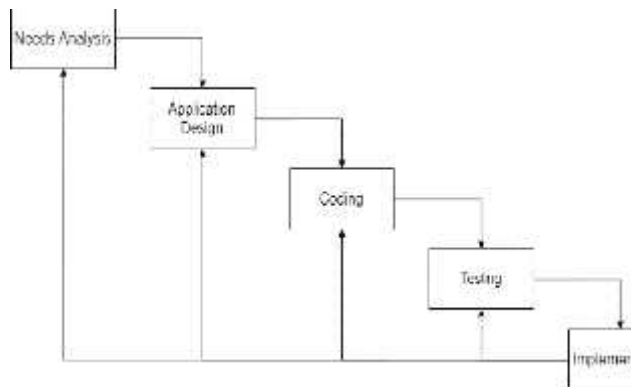 Needs Analysis
Application
Design
Coding
Testing
Implemen